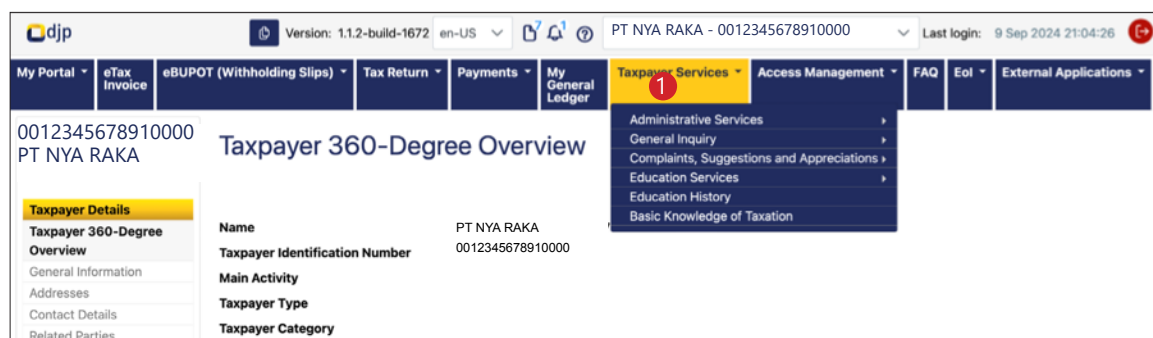 djp
Version: 1.1.2-build-1672
en-US
7
1
PT NYA RAKA - 0012345678910000
Last login: 9 Sep 2024 21:04:26
My Portal
eTax Invoice
eBUPOT (Withholding Slips)
Tax Return
Payments
My General Ledger
Taxpayer Services
1
Access Management
FAQ
EoI
External Applications
Administrative Services
General Inquiry
Complaints, Suggestions and Appreciations
Education Services
Education History
Basic Knowledge of Taxation
0012345678910000
PT NYA RAKA
Taxpayer 360-Degree Overview
Taxpayer Details
Taxpayer 360-Degree
Overview
General Information
Addresses
Contact Details
Related Parties
Name PT NYA RAKA
Taxpayer Identification Number 0012345678910000
Main Activity
Taxpayer Type
Taxpayer Category